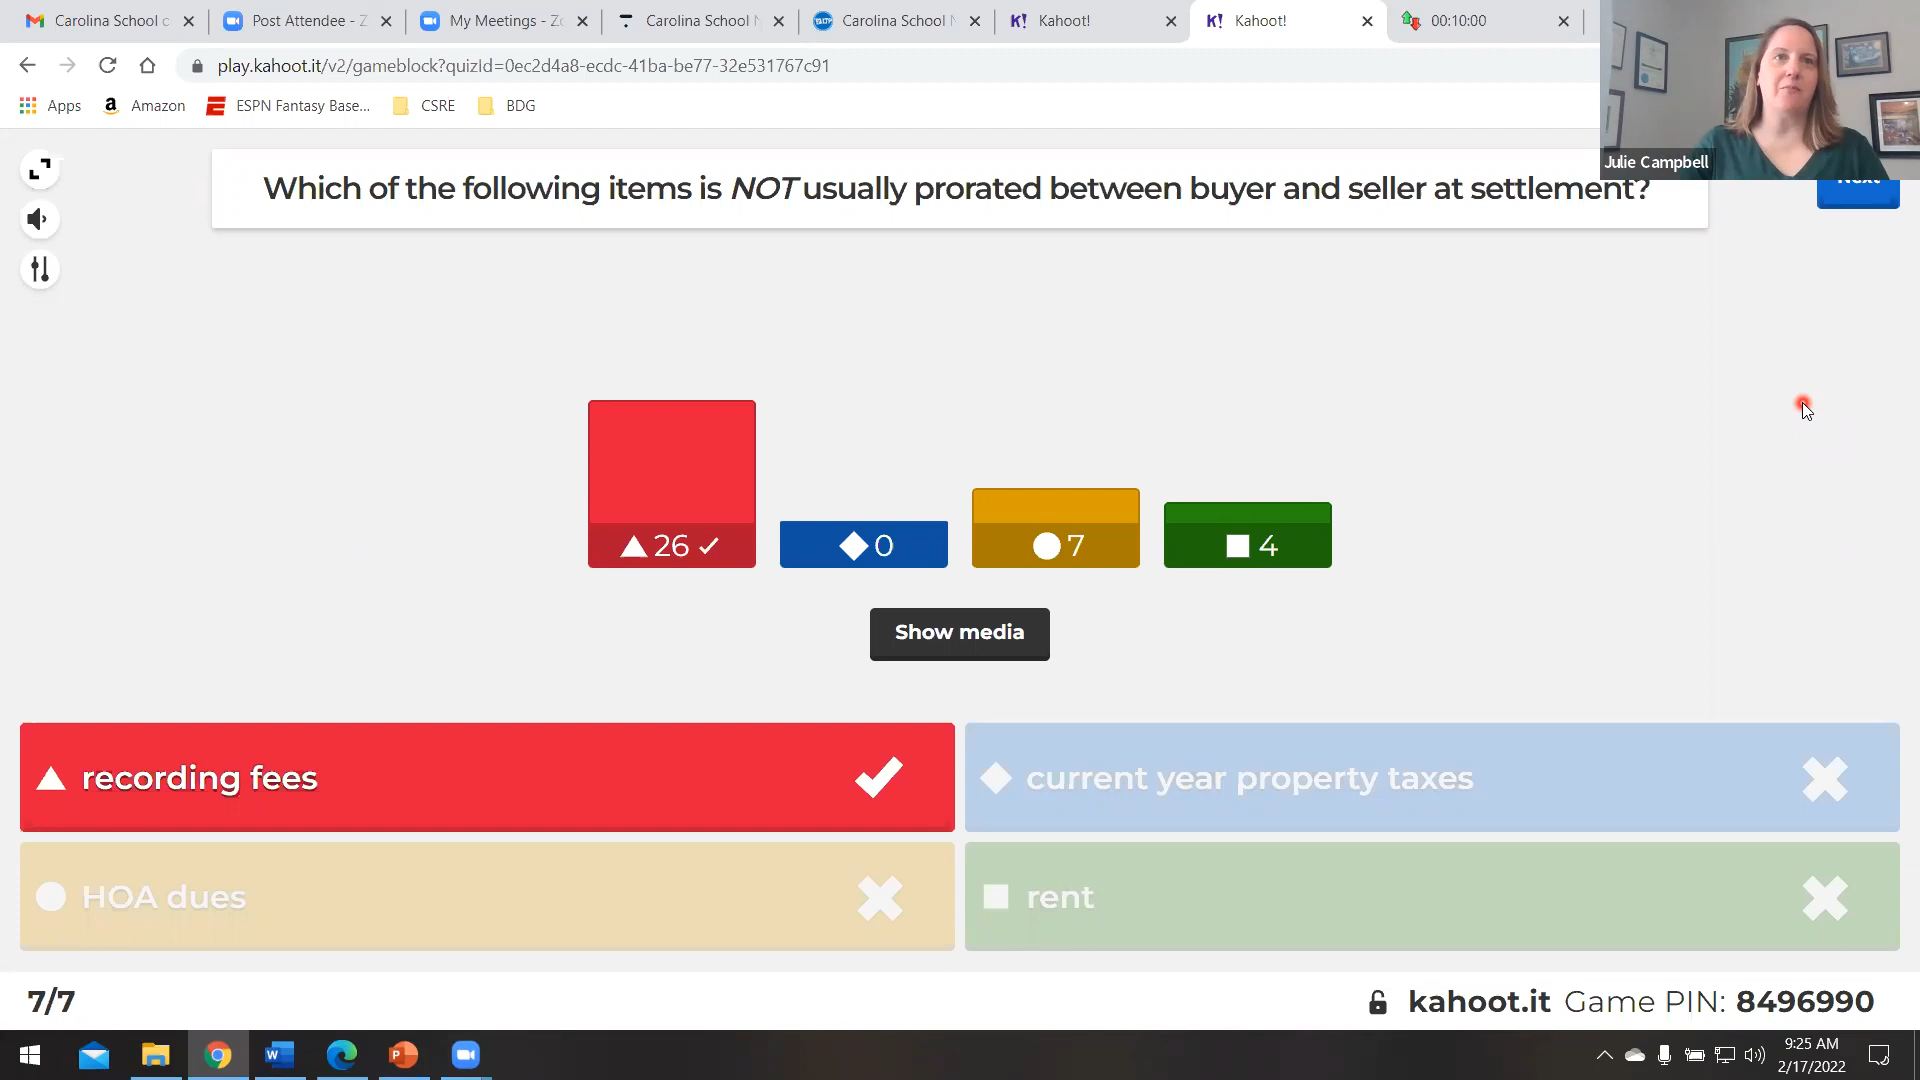 Carolina School o
Post Attendee - Z
My Meetings - Zo
Carolina School N
Carolina School N
Kahoot!
Kahoot!
00:10:00
play.kahoot.it/v2/gameblock?quizId=0ec2d4a8-ecdc-41ba-be77-32e531767c91
Apps
Amazon
ESPN Fantasy Base...
CSRE
BDG
Julie Campbell
Which of the following items is NOT usually prorated between buyer and seller at settlement?
Next
26
0
7
4
Show media
recording fees
current year property taxes
HOA dues
rent
7/7
kahoot.it Game PIN: 8496990
9:25 AM
2/17/2022